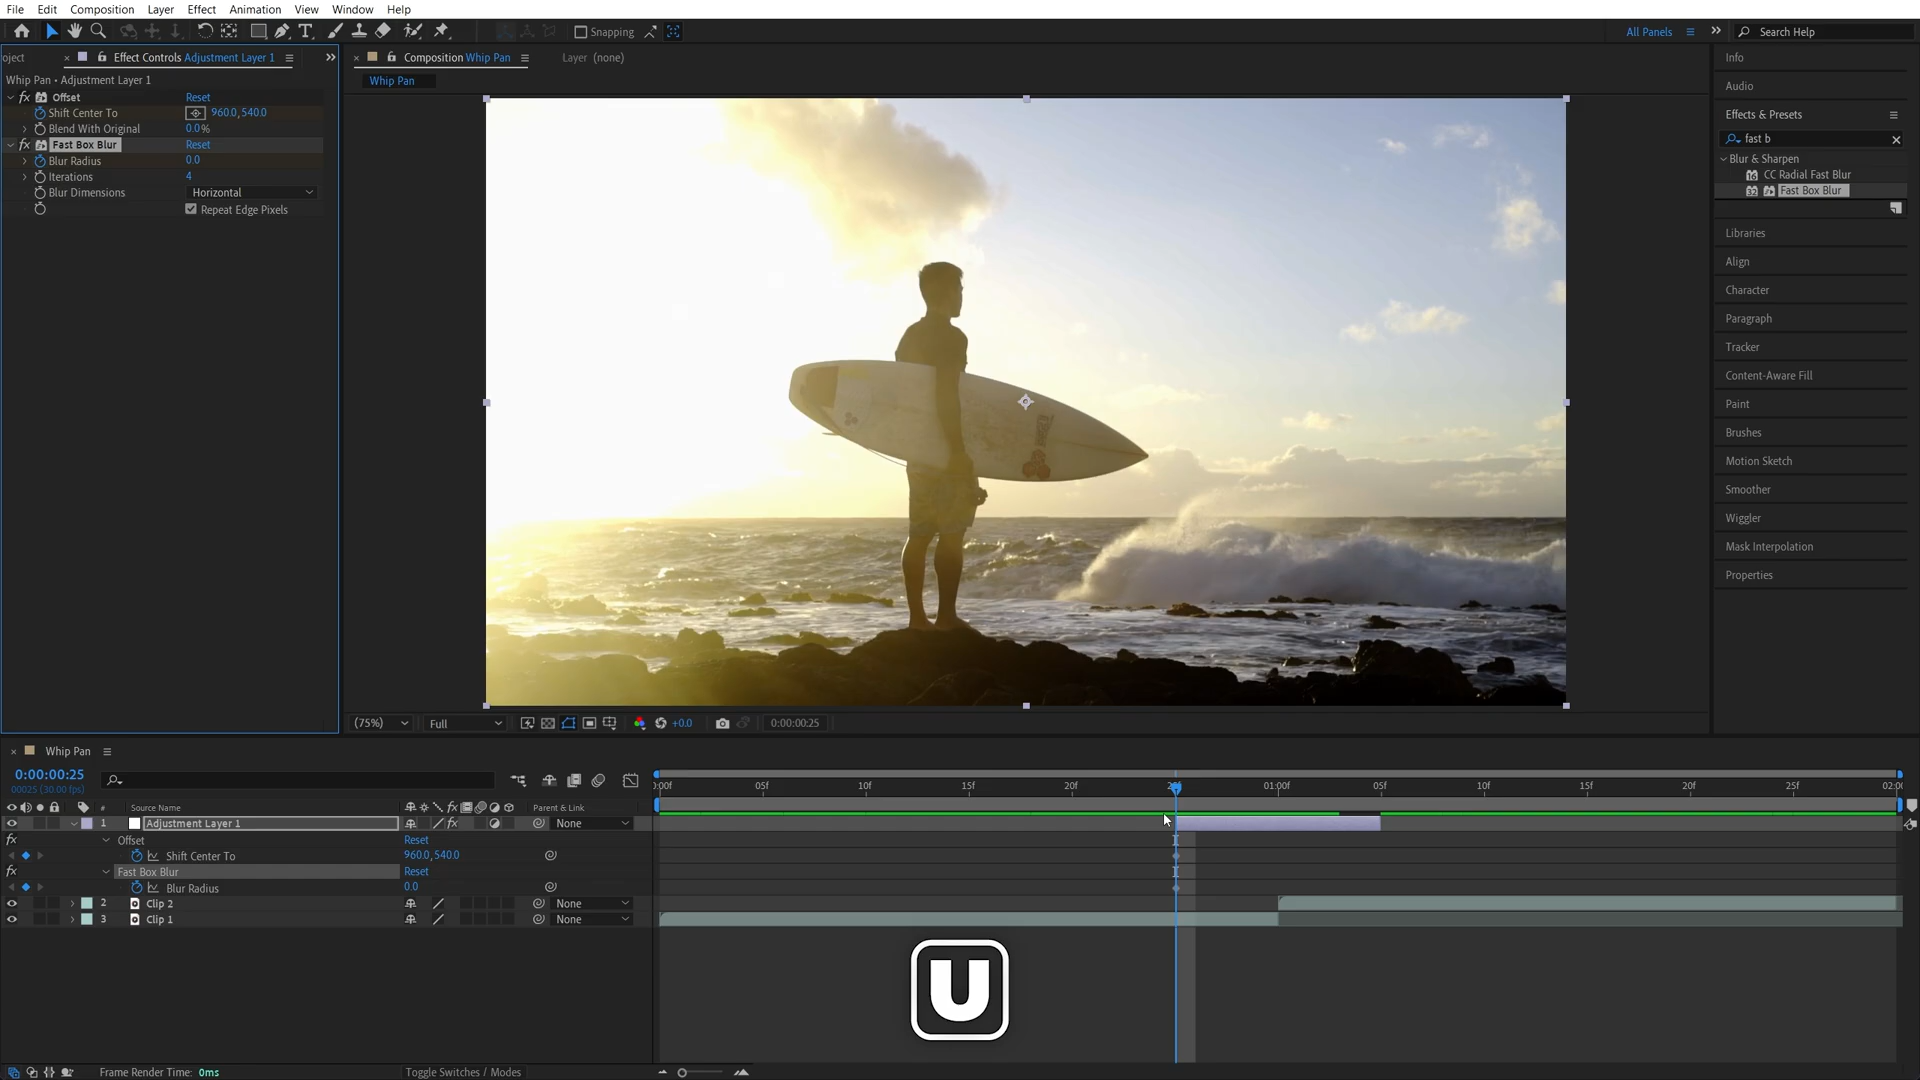 File Edit Composition Layer Effect Animation View Window Help
Snapping
All Panels
Search Help
oject
Effect Controls Adjustment Layer 1
Whip Pan • Adjustment Layer 1
fx Offset Reset
Shift Center To 960.0,540.0
Blend With Original 0.0%
fx Fast Box Blur Reset
Blur Radius 0.0
Iterations 4
Blur Dimensions Horizontal
Repeat Edge Pixels
Composition Whip Pan
Layer (none)
Whip Pan
(75%) Full +0.0 0:00:00:25
Info
Audio
Effects & Presets
fast b
Blur & Sharpen
16 CC Radial Fast Blur
32 Fast Box Blur
Libraries
Align
Character
Paragraph
Tracker
Content-Aware Fill
Paint
Brushes
Motion Sketch
Smoother
Wiggler
Mask Interpolation
Properties
Whip Pan
0:00:00:25
00025 (30.00 fps)
# Source Name fx Parent & Link
:00f 05f 10f 15f 20f 01:00f 05f 10f 15f 20f 25f 02:00
1 Adjustment Layer 1 fx None
fx Offset Reset
Shift Center To 960.0,540.0
fx Fast Box Blur Reset
Blur Radius 0.0
2 Clip 2 None
3 Clip 1 None
U
Frame Render Time: 0ms
Toggle Switches / Modes